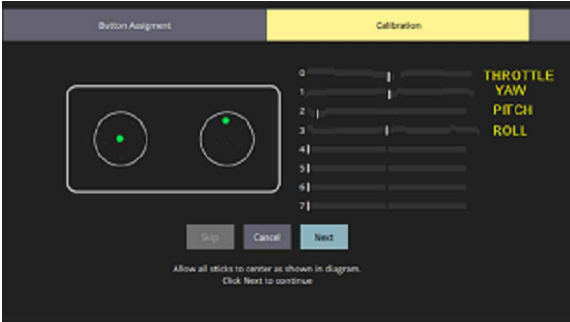 Button Assigment
Calibration
0
THROTTLE
1
YAW
2
PITCH
3
ROLL
4
5
6
7
Skip
Cancel
Next
Allow all sticks to center as shown in diagram.
Click Next to continue